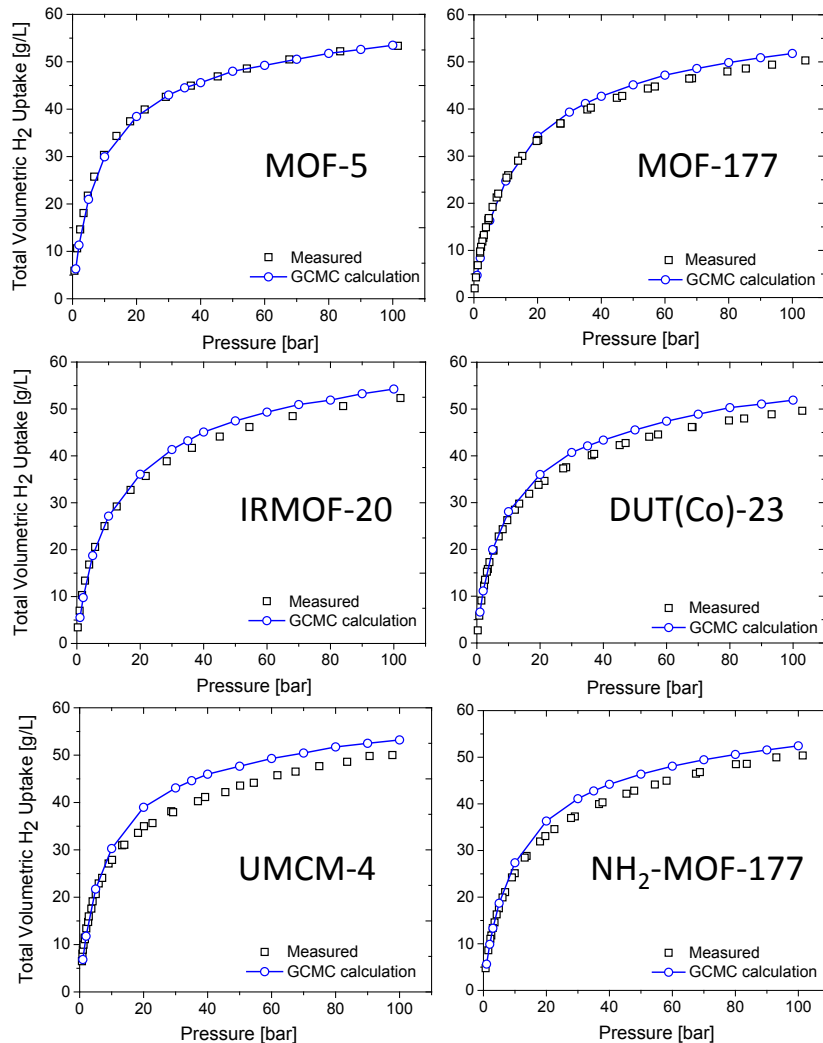 Total Volumetric H2 Uptake [g/L]
60
50
40
30
20
10
0
MOF-5
Measured
GCMC calculation
0 20 40 60 80 100
Pressure [bar]
60
50
40
30
20
10
0
MOF-177
Measured
GCMC calculation
0 20 40 60 80 100
Pressure [bar]
Total Volumetric H2 Uptake [g/L]
60
50
40
30
20
10
0
IRMOF-20
Measured
GCMC calculation
0 20 40 60 80 100
Pressure [bar]
60
50
40
30
20
10
0
DUT(Co)-23
Measured
GCMC calculation
0 20 40 60 80 100
Pressure [bar]
Total Volumetric H2 Uptake [g/L]
60
50
40
30
20
10
0
UMCM-4
Measured
GCMC calculation
0 20 40 60 80 100
Pressure [bar]
60
50
40
30
20
10
0
NH2-MOF-177
Measured
GCMC calculation
0 20 40 60 80 100
Pressure [bar]